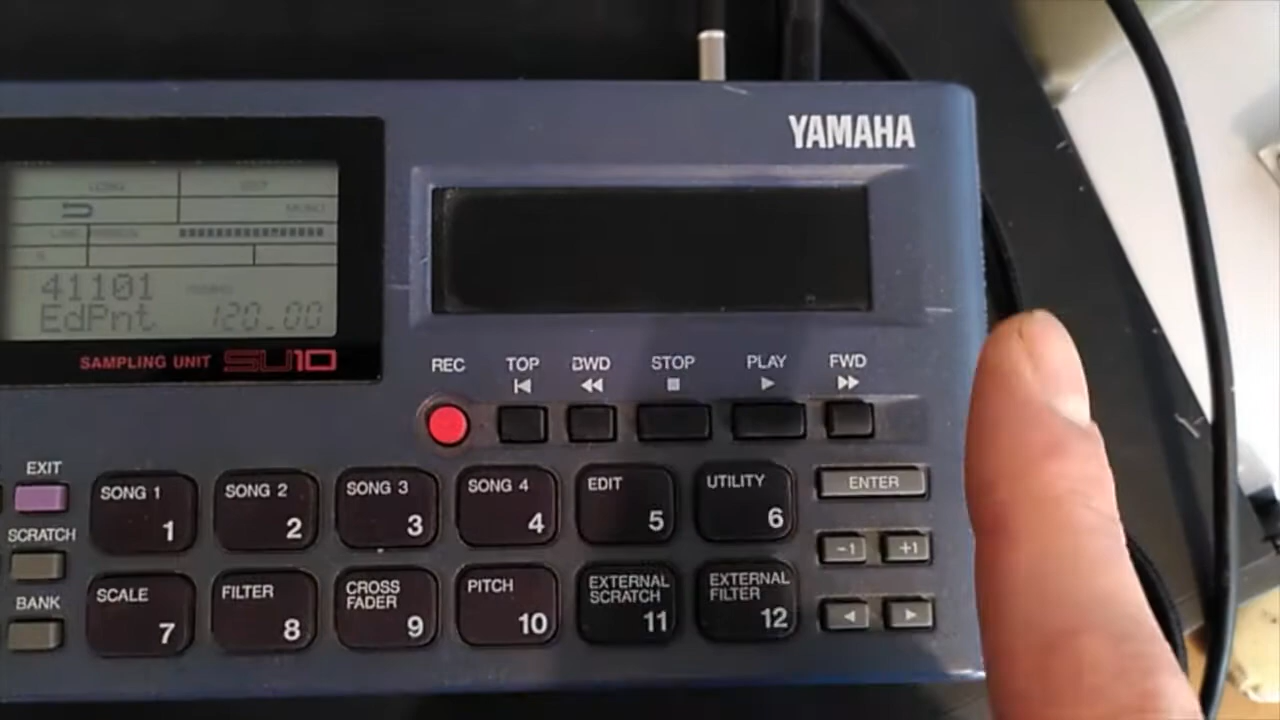 YAMAHA
MONO
41101
EdPnt 120.00
SAMPLING UNIT SU10
REC TOP BWD STOP PLAY FWD
EXIT
SONG 1 SONG 2 SONG 3 SONG 4 EDIT UTILITY ENTER
1 2 3 4 5 6
SCRATCH
-1 +1
BANK
SCALE FILTER CROSS FADER PITCH EXTERNAL SCRATCH EXTERNAL FILTER
7 8 9 10 11 12